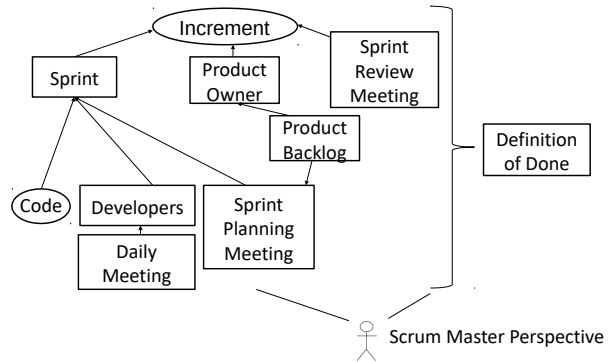 Increment
Sprint
Product
Owner
Sprint
Review
Meeting
Product
Backlog
Definition
of Done
Code
Developers
Sprint
Planning
Meeting
Daily
Meeting
Scrum Master Perspective